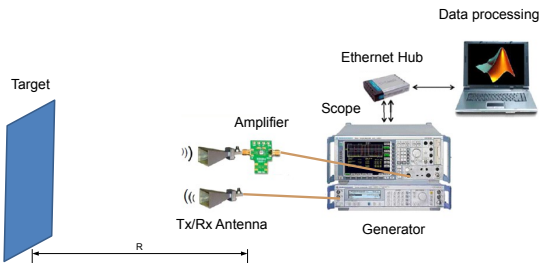 Data processing
Ethernet Hub
Target
Scope
Amplifier
Tx/Rx Antenna
Generator
R